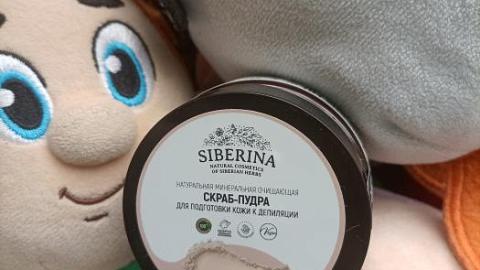 SIBERINA
NATURAL COSMETICS
OF SIBERIAN HERBS
НАТУРАЛЬНАЯ МИНЕРАЛЬНАЯ ОЧИЩАЮЩАЯ
СКРАБ-ПУДРА
ДЛЯ ПОДГОТОВКИ КОЖИ К ДЕПИЛЯЦИИ